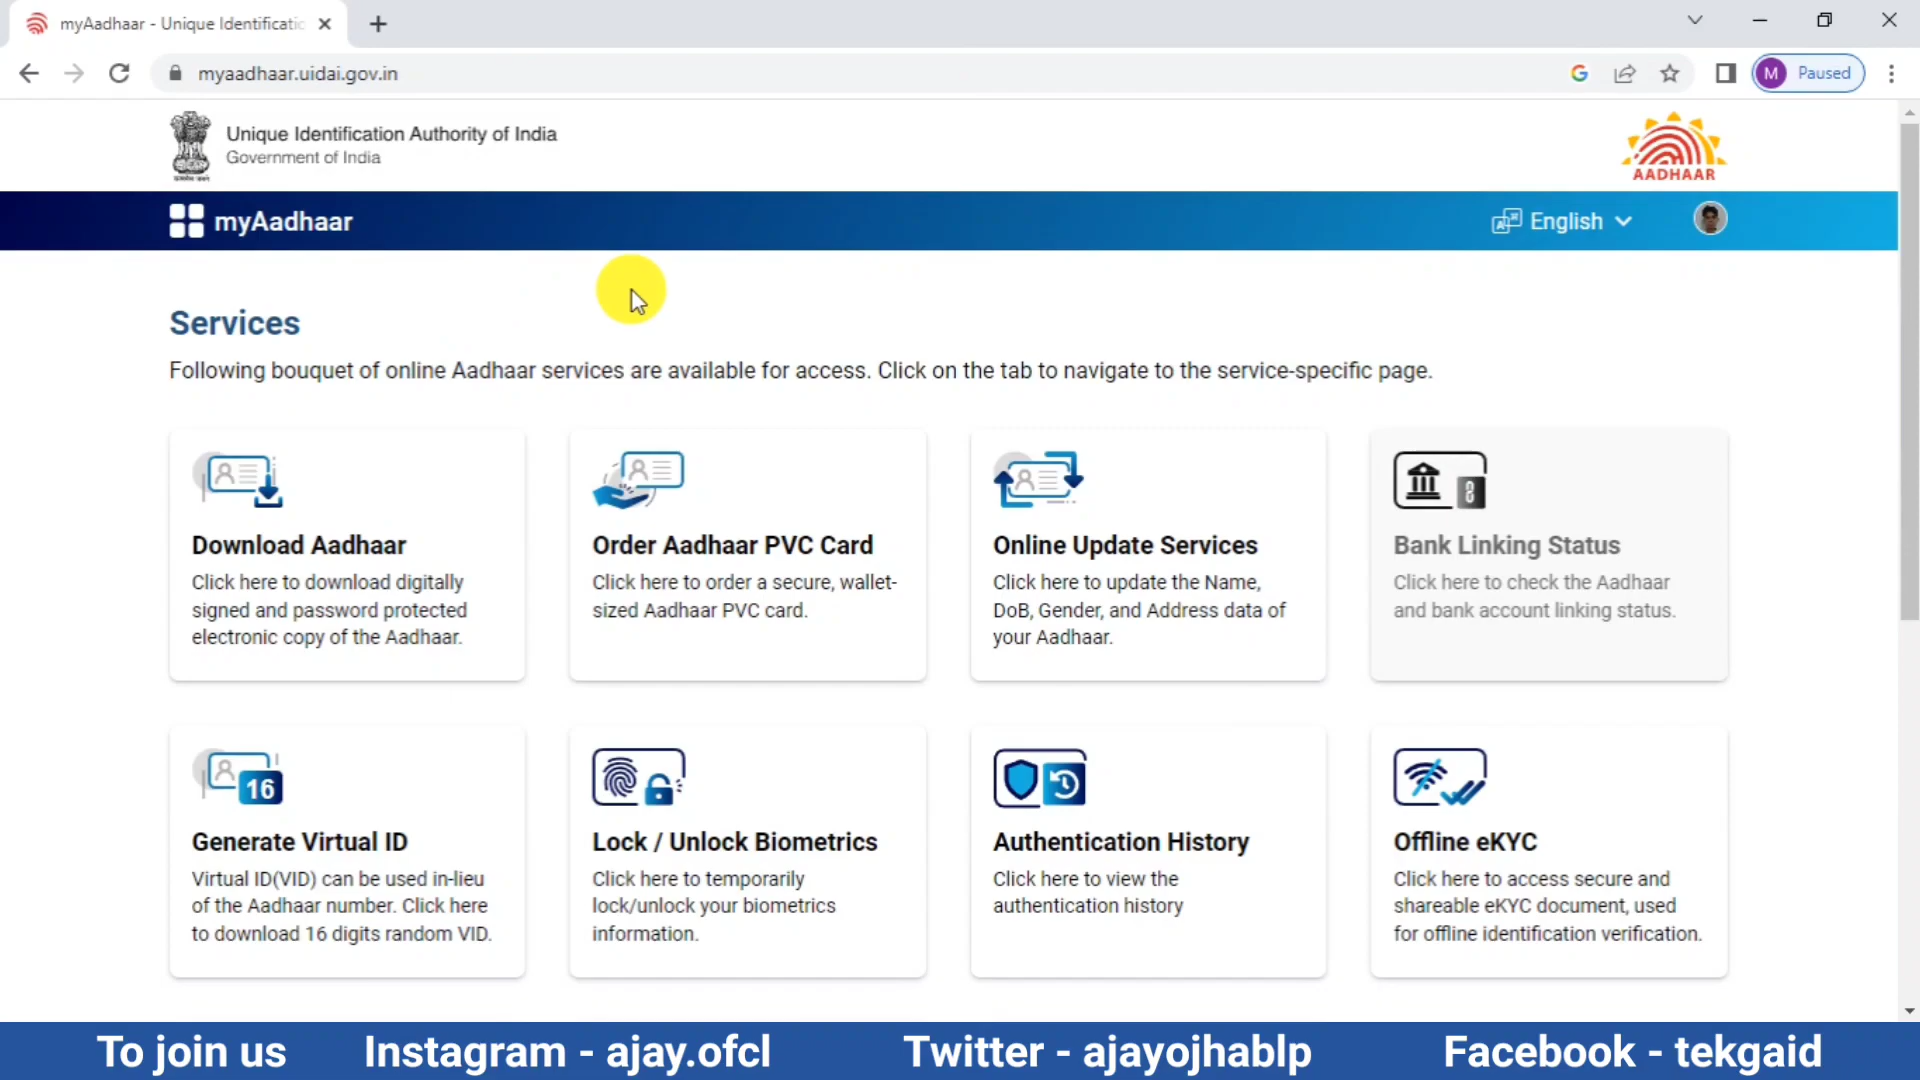 myAadhaar - Unique Identificatio
myaadhaar.uidai.gov.in
M Paused
Unique Identification Authority of India
Government of India
AADHAAR
myAadhaar
English
Services
Following bouquet of online Aadhaar services are available for access. Click on the tab to navigate to the service-specific page.
Download Aadhaar
Click here to download digitally
signed and password protected
electronic copy of the Aadhaar.
Order Aadhaar PVC Card
Click here to order a secure, wallet-
sized Aadhaar PVC card.
Online Update Services
Click here to update the Name,
DoB, Gender, and Address data of
your Aadhaar.
Bank Linking Status
Click here to check the Aadhaar
and bank account linking status.
16
Generate Virtual ID
Virtual ID(VID) can be used in-lieu
of the Aadhaar number. Click here
to download 16 digits random VID.
Lock / Unlock Biometrics
Click here to temporarily
lock/unlock your biometrics
information.
Authentication History
Click here to view the
authentication history
Offline eKYC
Click here to access secure and
shareable eKYC document, used
for offline identification verification.
To join us Instagram - ajay.ofcl Twitter - ajayojhablp Facebook - tekgaid